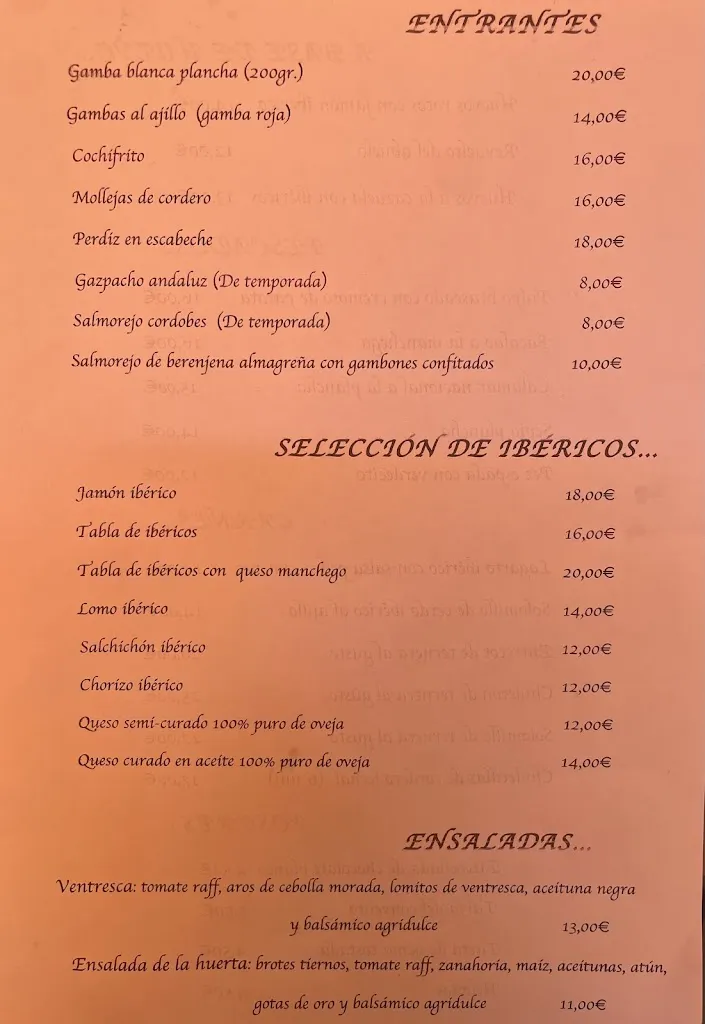 ENTRANTES
Gamba blanca plancha (200gr.) 20,00€
Gambas al ajillo (gamba roja) 14,00€
Cochifrito 16,00€
Mollejas de cordero 16,00€
Perdíz en escabeche 18,00€
Gazpacho andaluz (De temporada) 8,00€
Salmorejo cordobes (De temporada) 8,00€
Salmorejo de berenjena almagreña con gambones confitados 10,00€
SELECCIÓN DE IBÉRICOS...
Jamón ibérico 18,00€
Tabla de ibéricos 16,00€
Tabla de ibéricos con queso manchego 20,00€
Lomo ibérico 14,00€
Salchichón ibérico 12,00€
Chorizo ibérico 12,00€
Queso semi-curado 100% puro de oveja 12,00€
Queso curado en aceite 100% puro de oveja 14,00€
ENSALADAS...
Ventresca: tomate raff, aros de cebolla morada, lomitos de ventresca, aceituna negra
y balsámico agridulce 13,00€
Ensalada de la huerta: brotes tiernos, tomate raff, zanahoria, maíz, aceitunas, atún,
gotas de oro y balsámico agridulce 11,00€